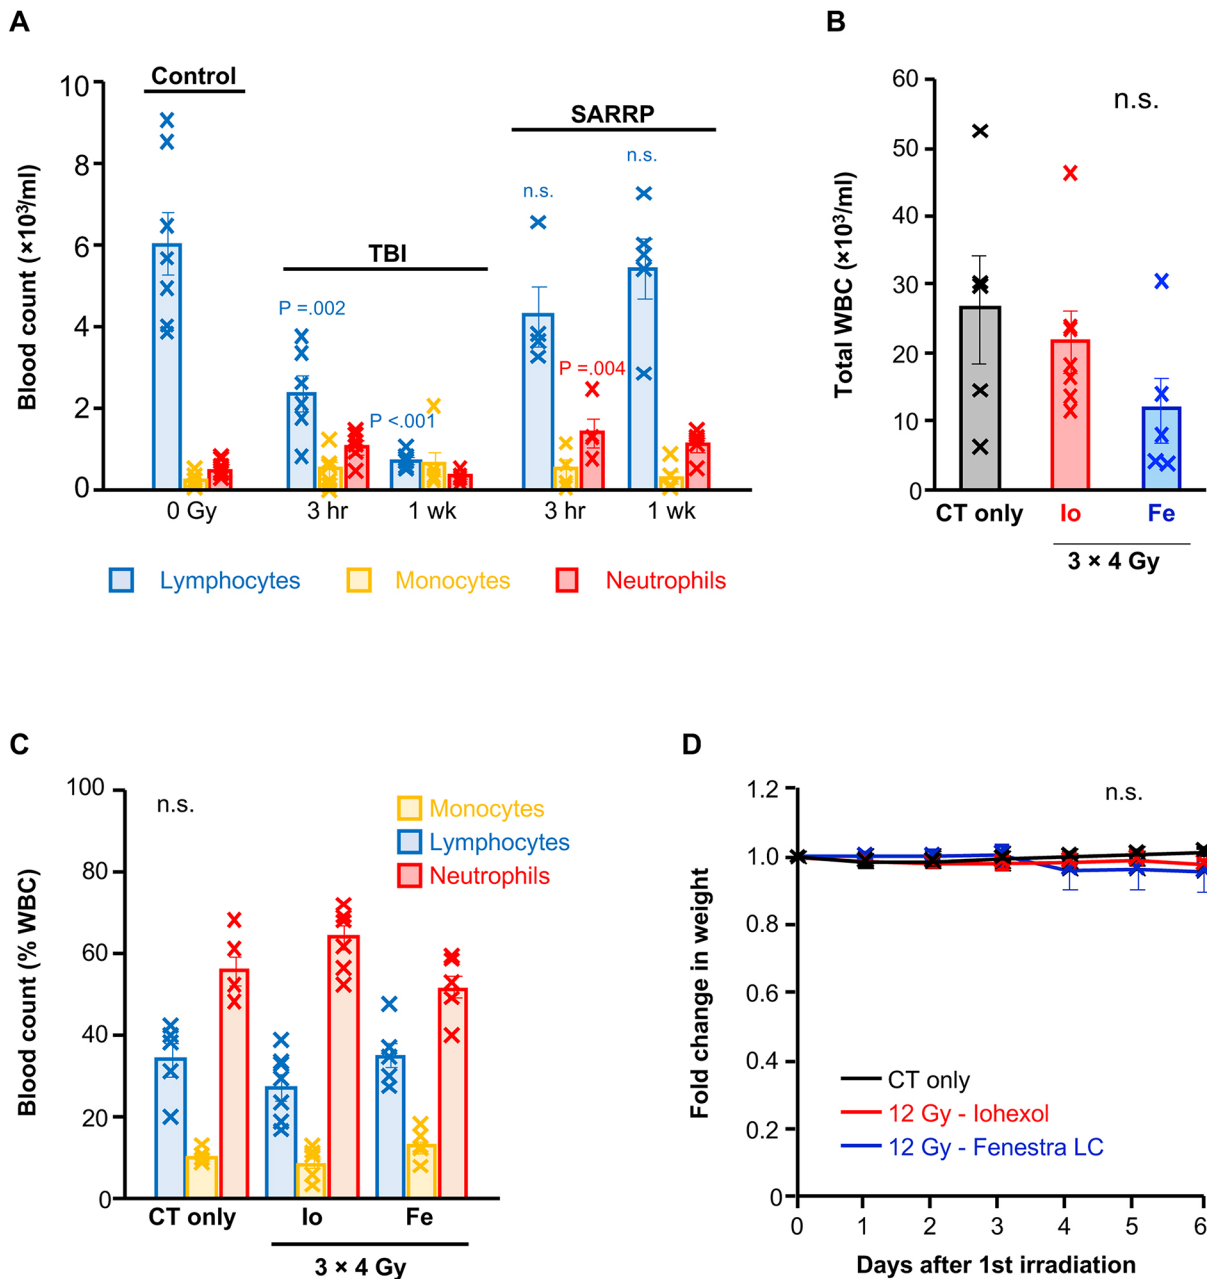 A
Control
TBI
SARRP
Blood count (×10³/ml)
10
8
6
4
2
0
P =.002
P <.001
n.s.
P =.004
n.s.
0 Gy
3 hr
1 wk
3 hr
1 wk
Lymphocytes
Monocytes
Neutrophils
B
n.s.
Total WBC (×10³/ml)
60
50
40
30
20
10
0
CT only
Io
Fe
3 × 4 Gy
C
n.s.
Monocytes
Lymphocytes
Neutrophils
Blood count (% WBC)
100
80
60
40
20
0
CT only
Io
Fe
3 × 4 Gy
D
n.s.
Fold change in weight
1.2
1.0
0.8
0.6
0.4
0.2
0
CT only
12 Gy - Iohexol
12 Gy - Fenestra LC
0
1
2
3
4
5
6
Days after 1st irradiation